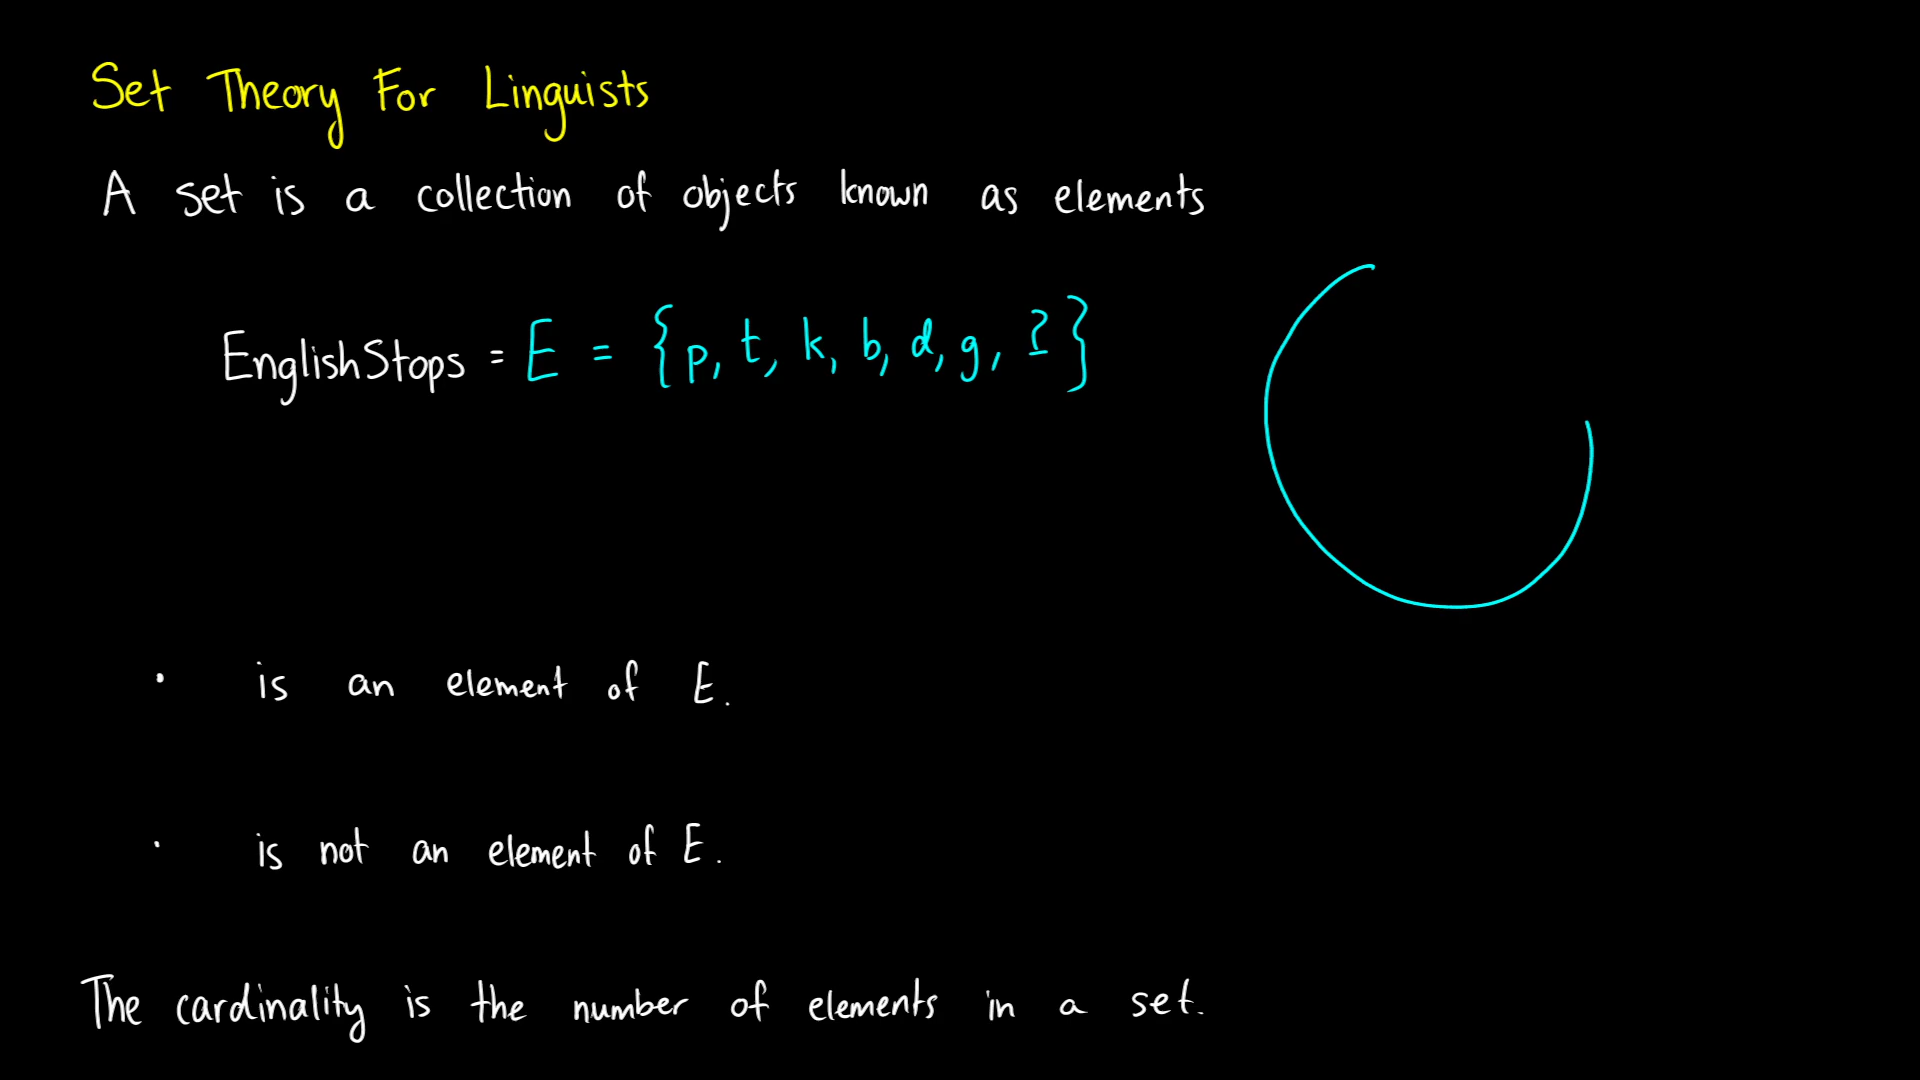 Set Theory For Linguists
A set is a collection of objects known as elements
EnglishStops = E = {p, t, k, b, d, g, ʔ}
• is an element of E.
• is not an element of E.
The cardinality is the number of elements in a set.